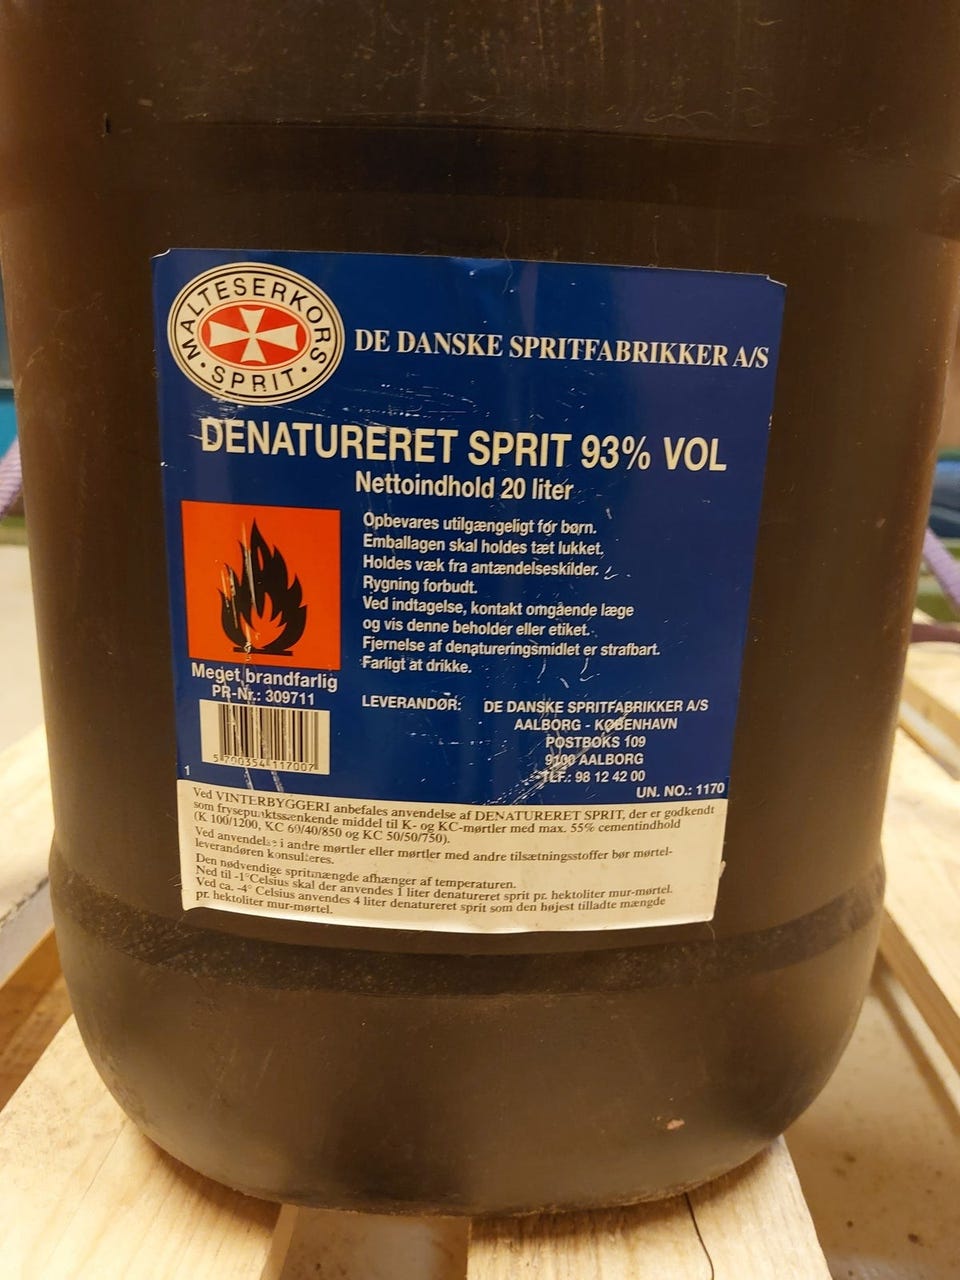 MALTESERKORS
• SPRIT •
DE DANSKE SPRITFABRIKKER A/S
DENATURERET SPRIT 93% VOL
Nettoindhold 20 liter
Opbevares utilgængeligt for børn.
Emballagen skal holdes tæt lukket.
Holdes væk fra antændelseskilder.
Rygning forbudt.
Ved indtagelse, kontakt omgående læge
og vis denne beholder eller etiket.
Fjernelse af denatureringsmidlet er strafbart.
Farligt at drikke.
Meget brandfarlig
PR-Nr.: 309711
5 700354 117007
1
LEVERANDØR: DE DANSKE SPRITFABRIKKER A/S
AALBORG - KØBENHAVN
POSTBOKS 109
9100 AALBORG
TLF.: 98 12 42 00
UN. NO.: 1170
Ved VINTERBYGGERI anbefales anvendelse af DENATURERET SPRIT, der er godkendt
som frysepunktssænkende middel til K- og KC-mørtler med max. 55% cementindhold
(K 100/1200, KC 60/40/850 og KC 50/50/750).
Ved anvendelse i andre mørtler eller mørtler med andre tilsætningsstoffer bør mørtel-
leverandøren konsulteres.
Den nødvendige spritmængde afhænger af temperaturen.
Ned til -1°Celsius skal der anvendes 1 liter denatureret sprit pr. hektoliter mur-mørtel.
Ved ca. -4° Celsius anvendes 4 liter denatureret sprit som den højest tilladte mængde
pr. hektoliter mur-mørtel.